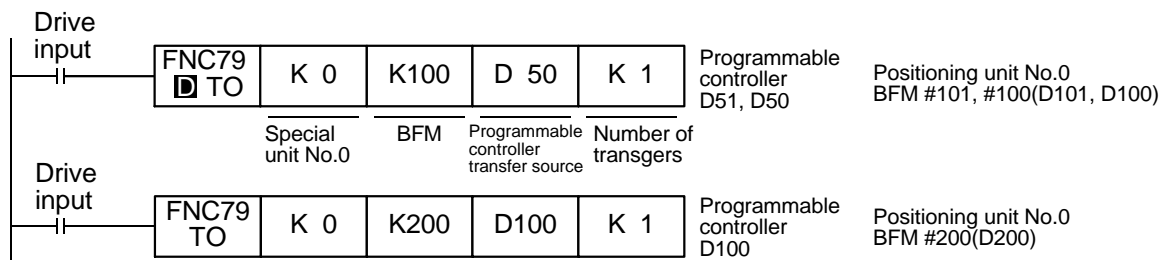 Drive
input
FNC79
D TO
K 0
K100
D 50
K 1
Programmable
controller
D51, D50
Positioning unit No.0
BFM #101, #100(D101, D100)
Special
unit No.0
BFM
Programmable
controller
transfer source
Number of
transgers
Drive
input
FNC79
TO
K 0
K200
D100
K 1
Programmable
controller
D100
Positioning unit No.0
BFM #200(D200)